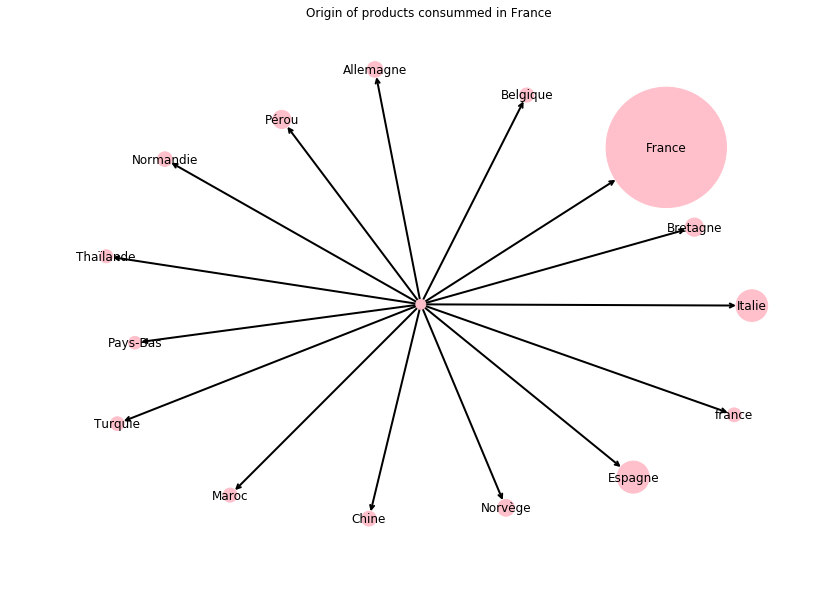 Origin of products consummed in France
Allemagne
Belgique
Pérou
France
Normandie
Bretagne
Thaïlande
Italie
Pays-Bas
france
Turquie
Espagne
Maroc
Norvège
Chine